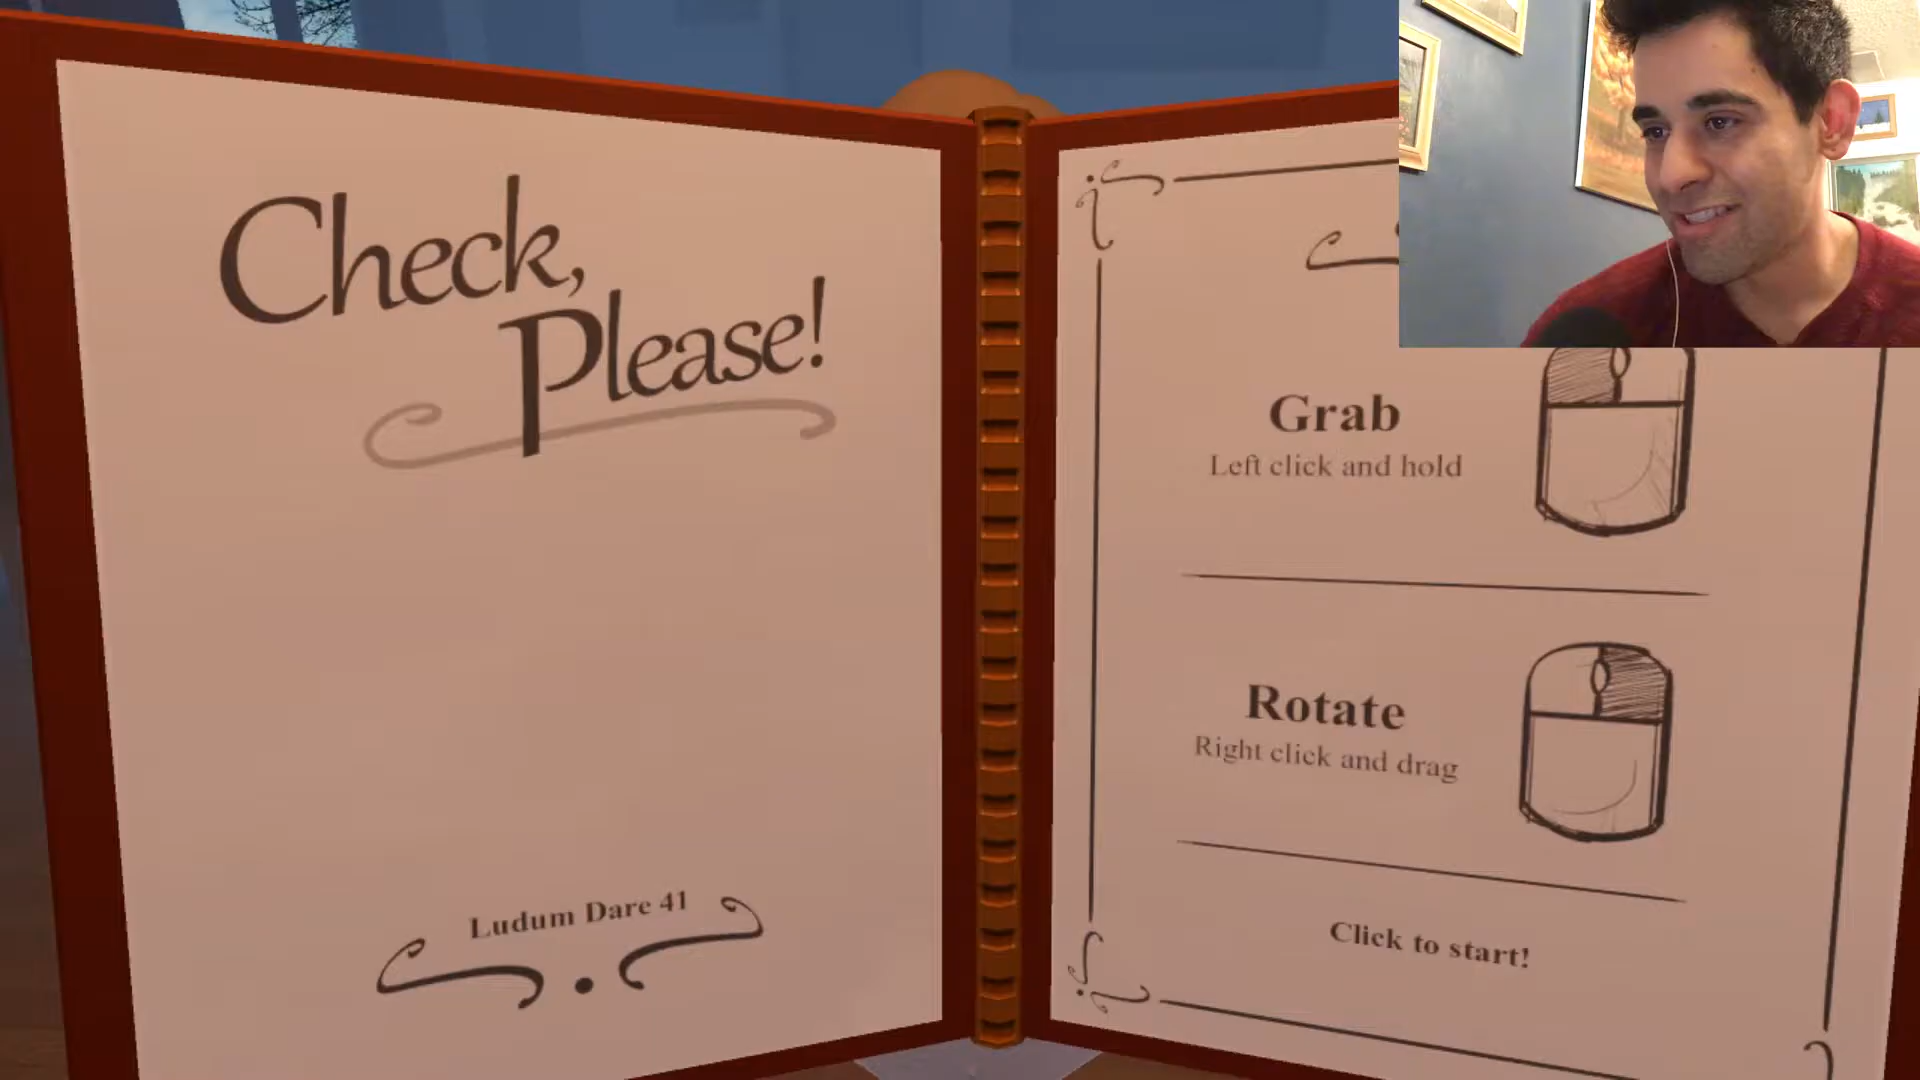 Check,
Please!
Ludum Dare 41
Grab
Left click and hold
Rotate
Right click and drag
Click to start!